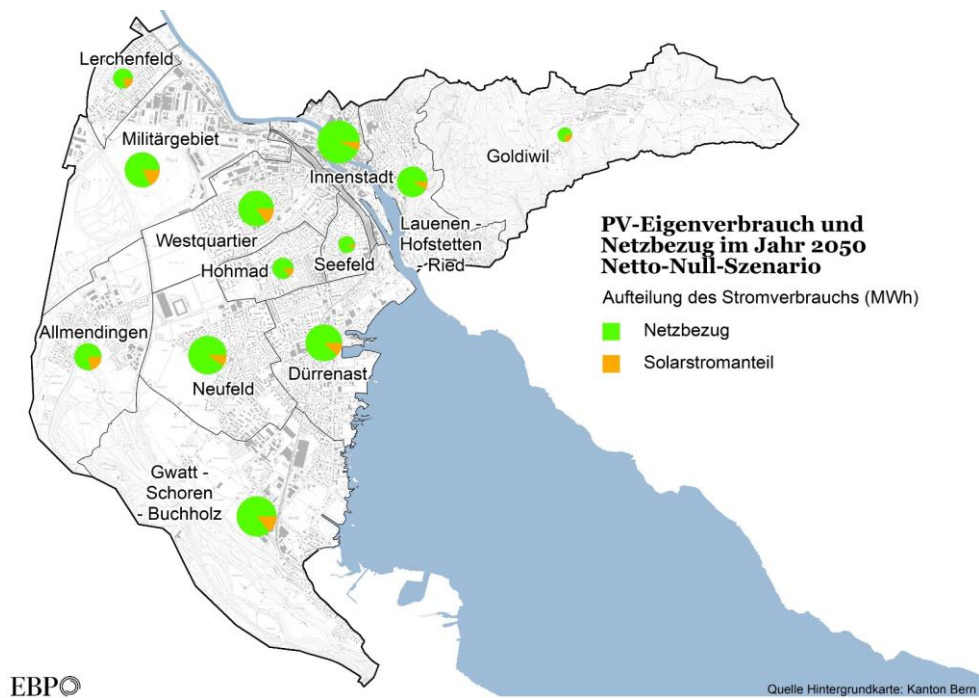 Lerchenfeld
Militärgebiet
Innenstadt
Goldiwil
Westquartier
Lauenen -
Hofstetten
- Ried
Hohmad
Seefeld
Allmendingen
Neufeld
Dürrenast
Gwatt -
Schoren
- Buchholz
PV-Eigenverbrauch und
Netzbezug im Jahr 2050
Netto-Null-Szenario
Aufteilung des Stromverbrauchs (MWh)
Netzbezug
Solarstromanteil
EBP
Quelle Hintergrundkarte: Kanton Bern